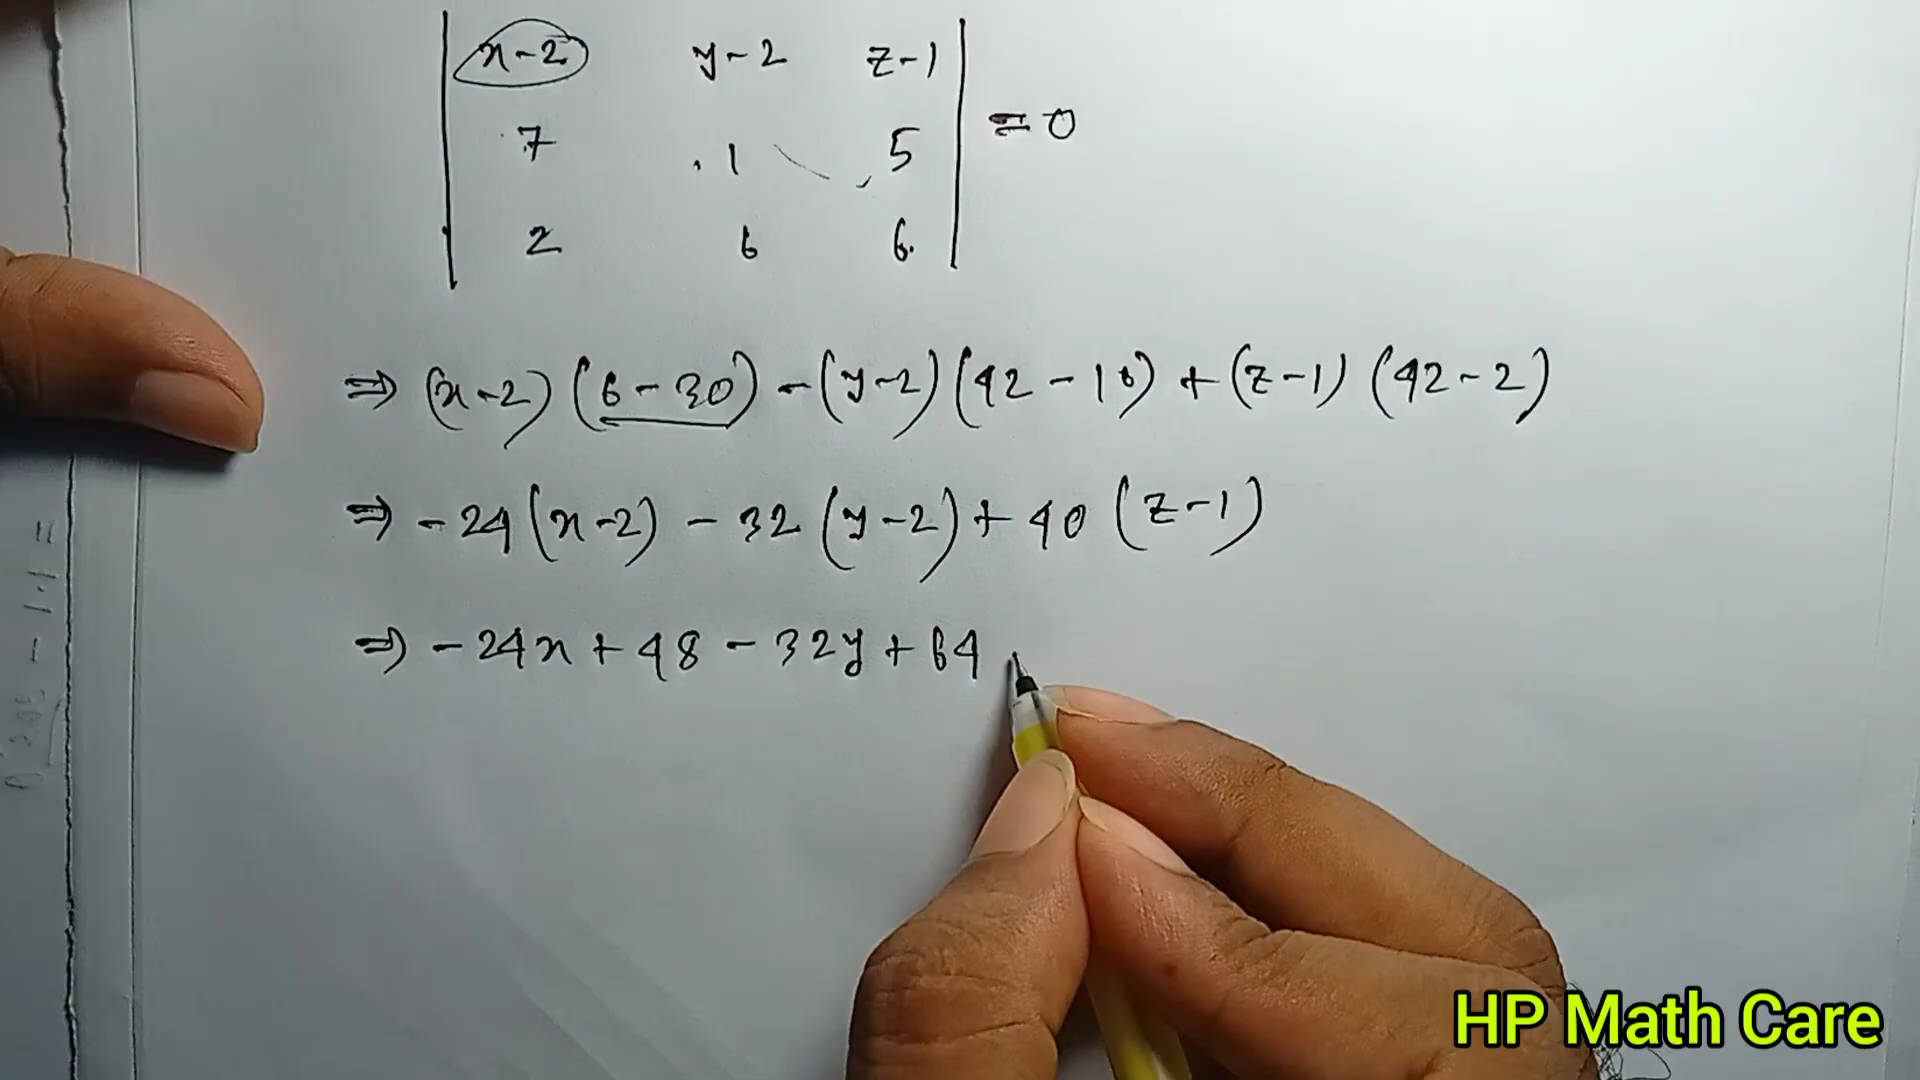 | x-2 y-2 z-1 |
| 7 1 5 | = 0
| 2 6 6 |
⇒ (x-2) (6-30) - (y-2) (42-10) + (z-1) (42-2)
⇒ -24 (x-2) - 32 (y-2) + 40 (z-1)
⇒ -24x + 48 - 32y + 64
HP Math Care